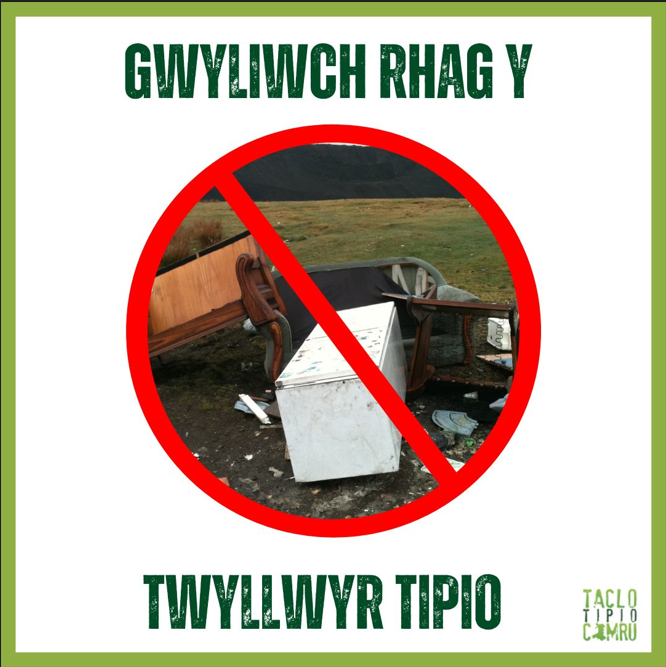 GWYLIWCH RHAG Y
TWYLLWYR TIPIO
TACLO
TIPIO
CYMRU